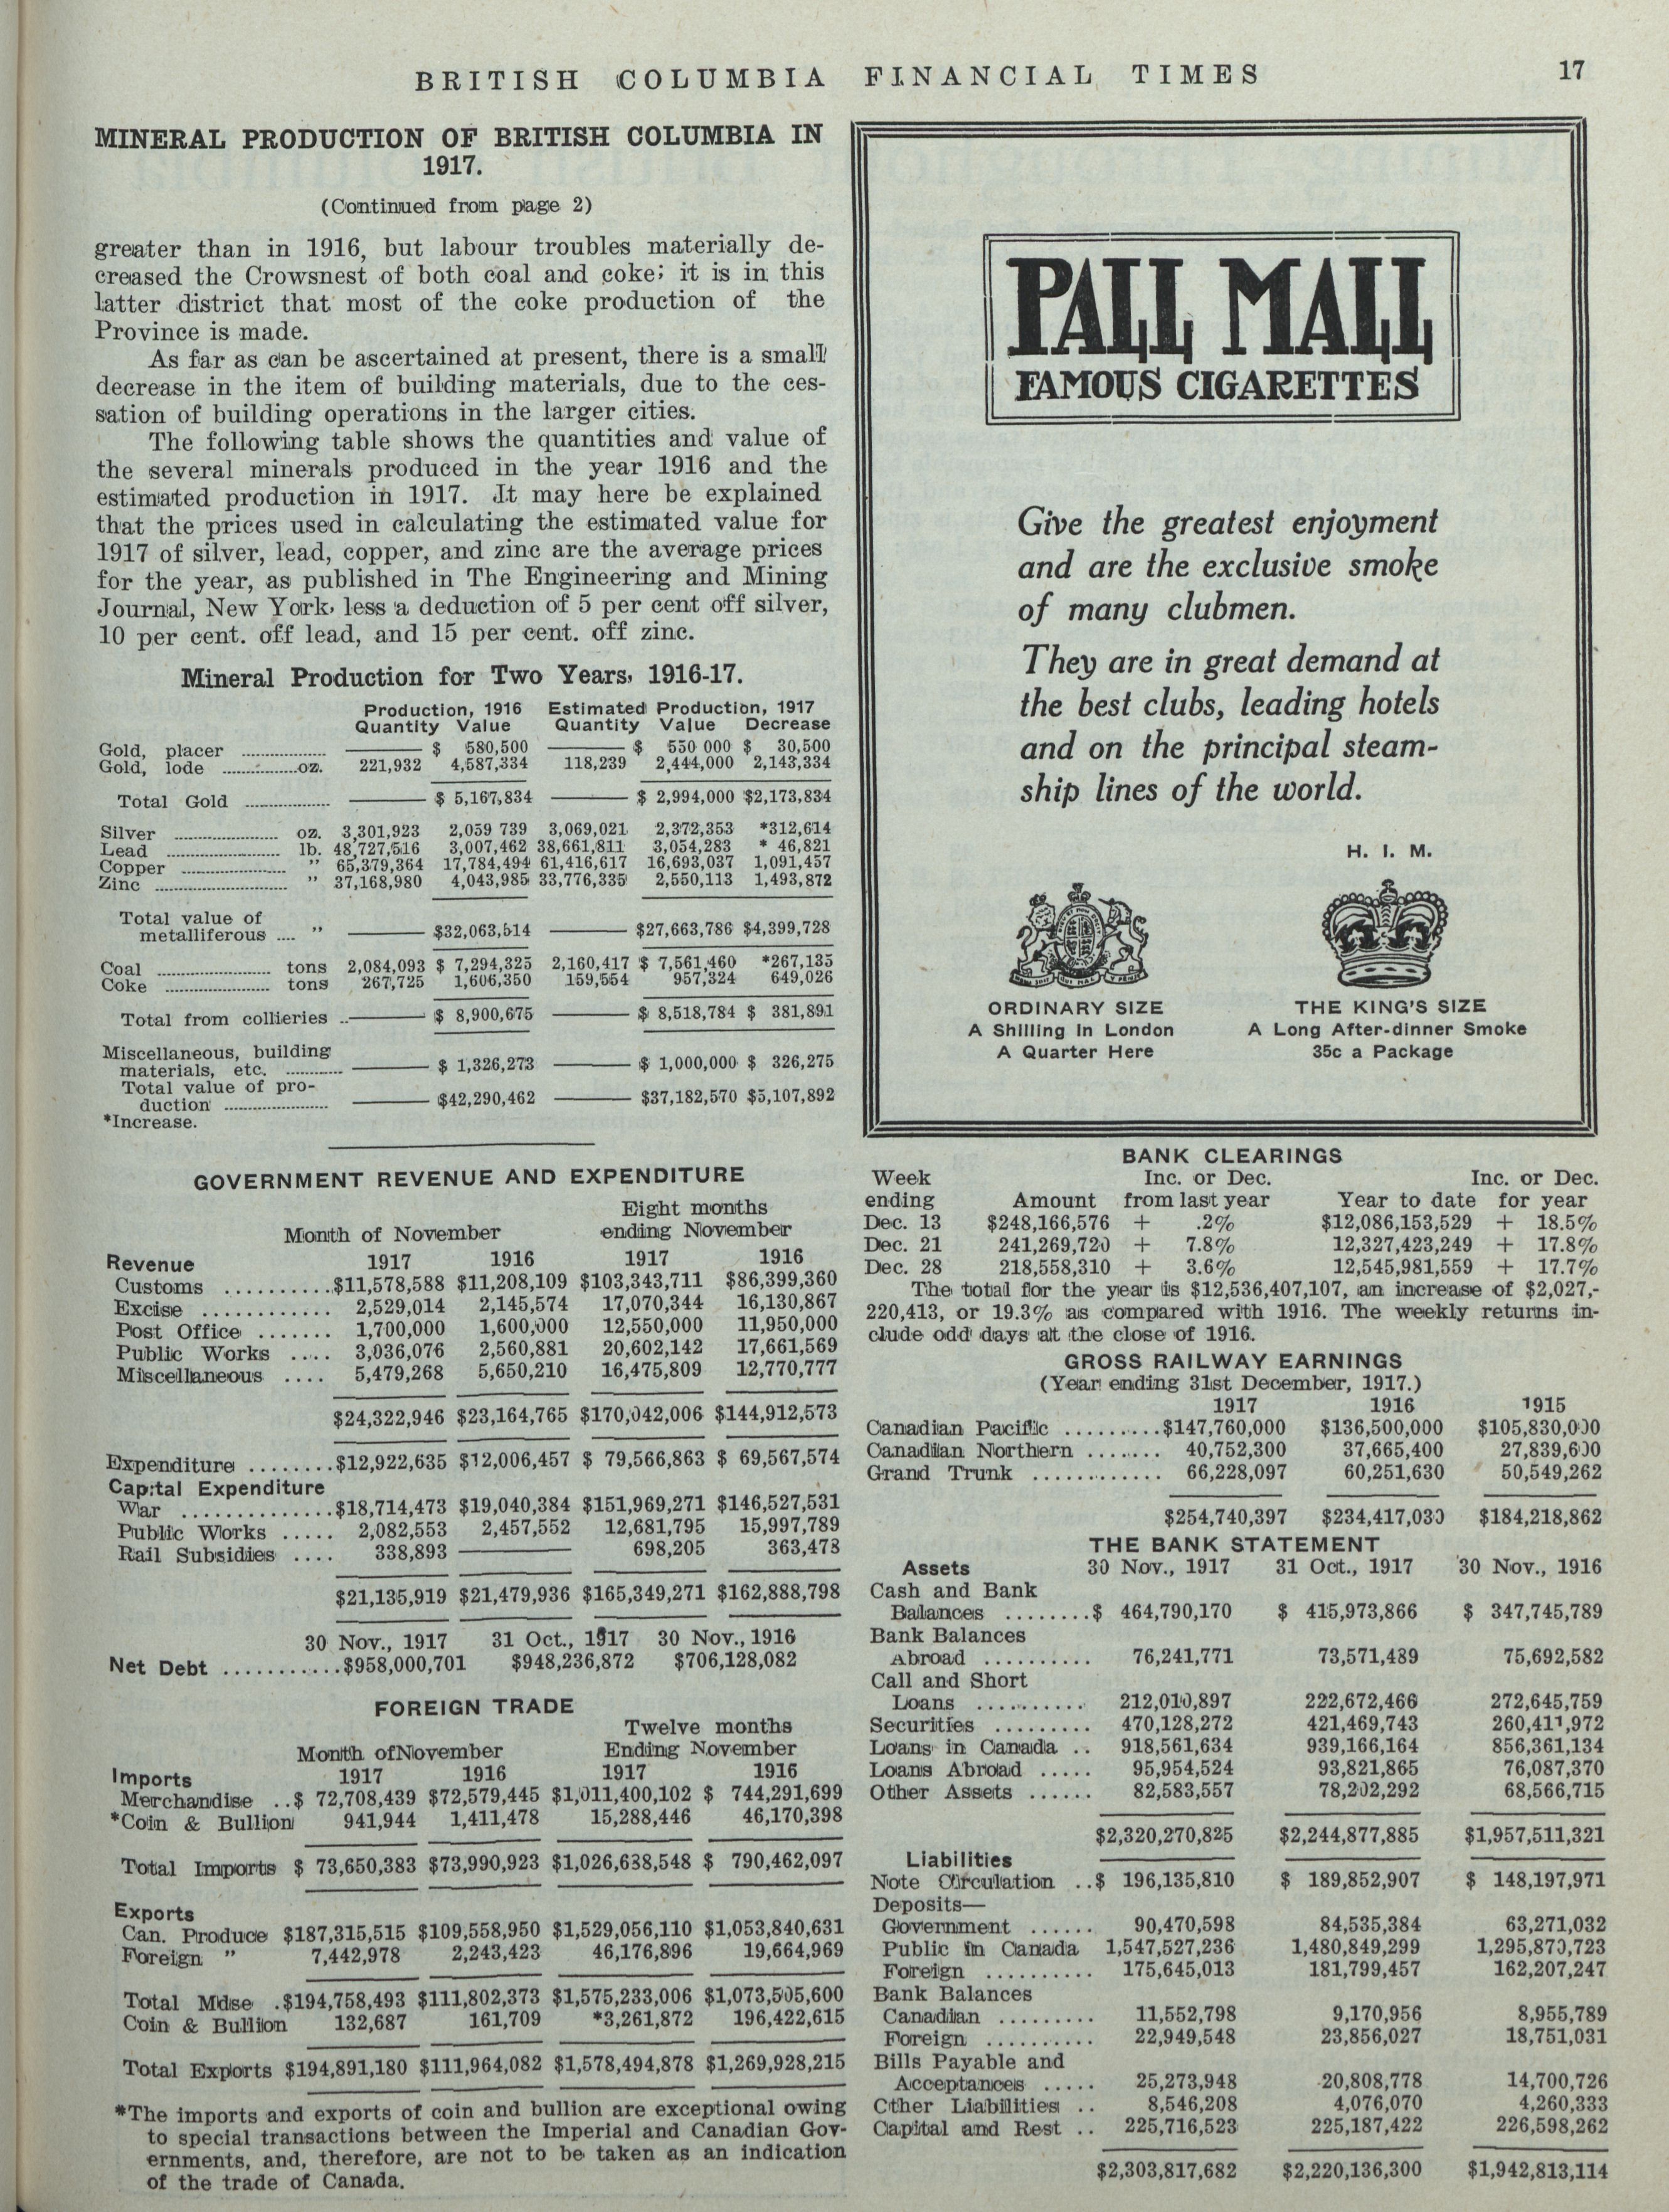 BRITISH COLUMBIA FINANCIAL TIMES 17
MINERAL PRODUCTION OF BRITISH COLUMBIA IN
1917.
(Continued from page 2)
greater than in 1916, but labour troubles materially de-
creased the Crowsnest of both coal and coke; it is in this
latter district that most of the coke production of the
Province is made.
As far as can be ascertained at present, there is a small
decrease in the item of building materials, due to the ces-
sation of building operations in the larger cities.
The following table shows the quantities and value of
the several minerals produced in the year 1916 and the
estimated production in 1917. It may here be explained
that the prices used in calculating the estimated value for
1917 of silver, lead, copper, and zinc are the average prices
for the year, as published in The Engineering and Mining
Journal, New York, less a deduction of 5 per cent off silver,
10 per cent. off lead, and 15 per cent. off zinc.
Mineral Production for Two Years, 1916-17.
Production, 1916 Estimated Production, 1917
Quantity Value Quantity Value Decrease
Gold, placer .................. ——— $ 580,500 ——— $ 550 000 $ 30,500
Gold, lode ................oz. 221,932 4,587,334 118,239 2,444,000 2,143,334
Total Gold .................. ——— $ 5,167,834 ——— $ 2,994,000 $2,173,834
Silver ...................... oz. 3,301,923 2,059 739 3,069,021 2,372,353 *312,614
Lead ........................ lb. 48,727,516 3,007,462 38,661,811 3,054,283 * 46,821
Copper ...................... " 65,379,364 17,784,494 61,416,617 16,693,037 1,091,457
Zinc ............................ " 37,168,980 4,043,985 33,776,335 2,550,113 1,493,872
Total value of
metalliferous .... " ——— $32,063,514 ——— $27,663,786 $4,399,728
Coal ........................ tons 2,084,093 $ 7,294,325 2,160,417 $ 7,561,460 *267,135
Coke ...................... tons 267,725 1,606,350 159,554 957,324 649,026
Total from collieries ..——— $ 8,900,675 ——— $ 8,518,784 $ 381,891
Miscellaneous, building
materials, etc. ............ ——— $ 1,326,273 ——— $ 1,000,000 $ 326,275
Total value of pro-
duction ...................... ——— $42,290,462 ——— $37,182,570 $5,107,892
*Increase.
GOVERNMENT REVENUE AND EXPENDITURE
Eight months
Month of November ending November
Revenue 1917 1916 1917 1916
Customs ..........$11,578,588 $11,208,109 $103,343,711 $86,399,360
Excise ............ 2,529,014 2,145,574 17,070,344 16,130,867
Post Office ....... 1,700,000 1,600,000 12,550,000 11,950,000
Public Works .... 3,036,076 2,560,881 20,602,142 17,661,569
Miscellaneous .... 5,479,268 5,650,210 16,475,809 12,770,777
$24,322,946 $23,164,765 $170,042,006 $144,912,573
Expenditure ........$12,922,635 $12,006,457 $ 79,566,863 $ 69,567,574
Capital Expenditure
War ..............$18,714,473 $19,040,384 $151,969,271 $146,527,531
Public Works ..... 2,082,553 2,457,552 12,681,795 15,997,789
Rail Subsidies .... 338,893 ——— 698,205 363,473
$21,135,919 $21,479,936 $165,349,271 $162,888,798
30 Nov., 1917 31 Oct., 1917 30 Nov., 1916
Net Debt ...........$958,000,701 $948,236,872 $706,128,082
FOREIGN TRADE
Twelve months
Month ofNovember Ending November
Imports 1917 1916 1917 1916
Merchandise ..$ 72,708,439 $72,579,445 $1,011,400,102 $ 744,291,699
*Coin & Bullion 941,944 1,411,478 15,288,446 46,170,398
Total Imports $ 73,650,383 $73,990,923 $1,026,638,548 $ 790,462,097
Exports
Can. Produce $187,315,515 $109,558,950 $1,529,056,110 $1,053,840,631
Foreign " 7,442,978 2,243,423 46,176,896 19,664,969
Total Mdse .$194,758,493 $111,802,373 $1,575,233,006 $1,073,505,600
Coin & Bullion 132,687 161,709 *3,261,872 196,422,615
Total Exports $194,891,180 $111,964,082 $1,578,494,878 $1,269,928,215
*The imports and exports of coin and bullion are exceptional owing
to special transactions between the Imperial and Canadian Gov-
ernments, and, therefore, are not to be taken as an indication
of the trade of Canada.
PALL MALL
FAMOUS CIGARETTES
Give the greatest enjoyment
and are the exclusive smoke
of many clubmen.
They are in great demand at
the best clubs, leading hotels
and on the principal steam-
ship lines of the world.
H. I. M.
ORDINARY SIZE THE KING'S SIZE
A Shilling In London A Long After-dinner Smoke
A Quarter Here 35c a Package
BANK CLEARINGS
Week Inc. or Dec. Inc. or Dec.
ending Amount from last year Year to date for year
Dec. 13 $248,166,576 + .2% $12,086,153,529 + 18.5%
Dec. 21 241,269,720 + 7.8% 12,327,423,249 + 17.8%
Dec. 28 218,558,310 + 3.6% 12,545,981,559 + 17.7%
The total for the year is $12,536,407,107, an increase of $2,027,-
220,413, or 19.3% as compared with 1916. The weekly returns in-
clude odd days at the close of 1916.
GROSS RAILWAY EARNINGS
(Year ending 31st December, 1917.)
1917 1916 1915
Canadian Pacific ..........$147,760,000 $136,500,000 $105,830,000
Canadian Northern ....... 40,752,300 37,665,400 27,839,600
Grand Trunk ............ 66,228,097 60,251,630 50,549,262
$254,740,397 $234,417,030 $184,218,862
THE BANK STATEMENT
Assets 30 Nov., 1917 31 Oct., 1917 30 Nov., 1916
Cash and Bank
Balances ........$ 464,790,170 $ 415,973,866 $ 347,745,789
Bank Balances
Abroad .......... 76,241,771 73,571,489 75,692,582
Call and Short
Loans .......... 212,010,897 222,672,466 272,645,759
Securities ......... 470,128,272 421,469,743 260,411,972
Loans in Canada .. 918,561,634 939,166,164 856,361,134
Loans Abroad ..... 95,954,524 93,821,865 76,087,370
Other Assets ...... 82,583,557 78,202,292 68,566,715
$2,320,270,825 $2,244,877,885 $1,957,511,321
Liabilities
Note Circulation ..$ 196,135,810 $ 189,852,907 $ 148,197,971
Deposits—
Government ...... 90,470,598 84,535,384 63,271,032
Public in Canada 1,547,527,236 1,480,849,299 1,295,870,723
Foreign .......... 175,645,013 181,799,457 162,207,247
Bank Balances
Canadian ......... 11,552,798 9,170,956 8,955,789
Foreign .......... 22,949,548 23,856,027 18,751,031
Bills Payable and
Acceptances ..... 25,273,948 20,808,778 14,700,726
Other Liabilities .. 8,546,208 4,076,070 4,260,333
Capital and Rest .. 225,716,523 225,187,422 226,598,262
$2,303,817,682 $2,220,136,300 $1,942,813,114